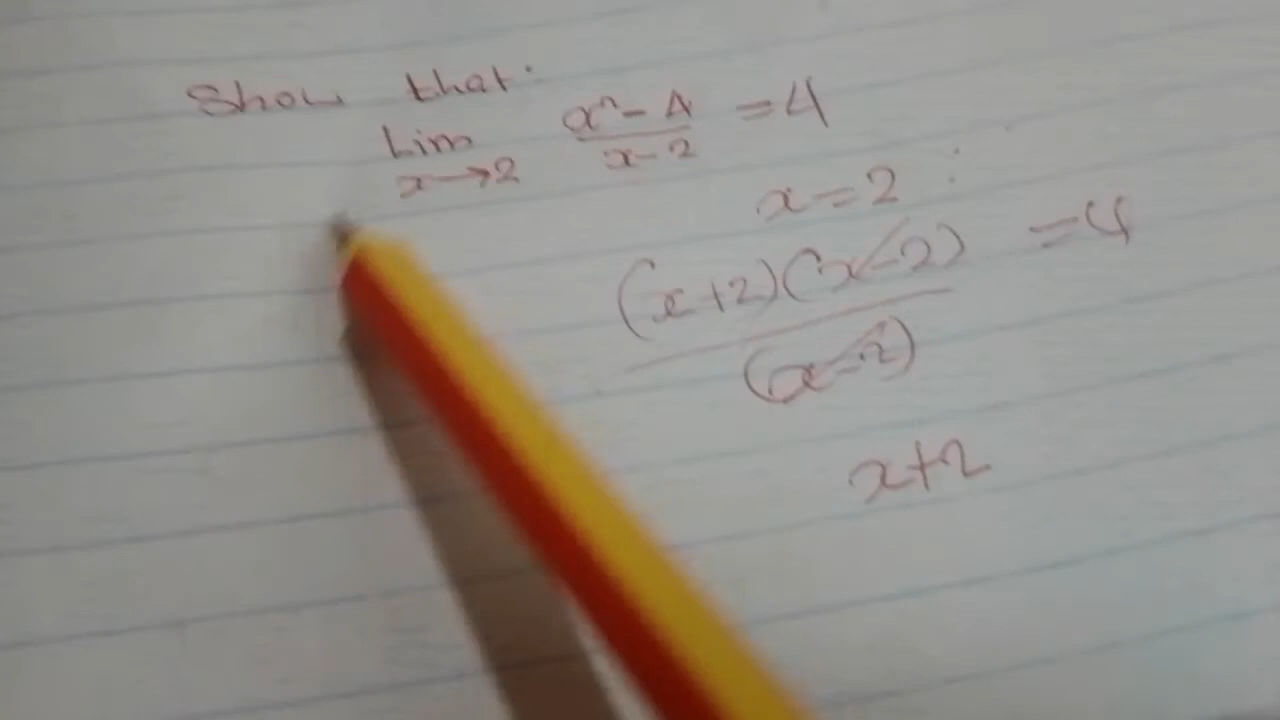 Show that:
Lim x→2 x²-4 / x-2 = 4
x = 2
(x+2)(x-2) / (x-2) = 4
x+2